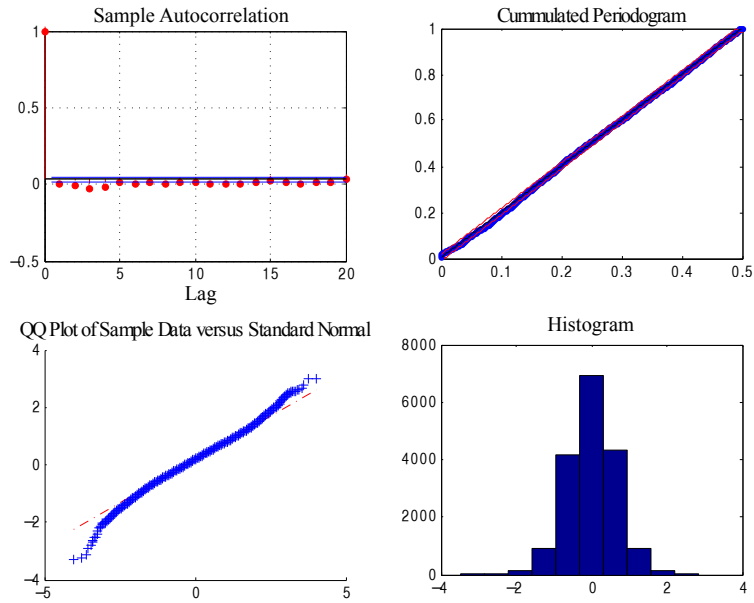 Sample Autocorrelation
1
0.5
0
−0.5
0 5 10 15 20
Lag
Cummulated Periodogram
1
0.8
0.6
0.4
0.2
0
0 0.1 0.2 0.3 0.4 0.5
QQ Plot of Sample Data versus Standard Normal
4
2
0
−2
−4
−5 0 5
Histogram
8000
6000
4000
2000
0
−4 −2 0 2 4